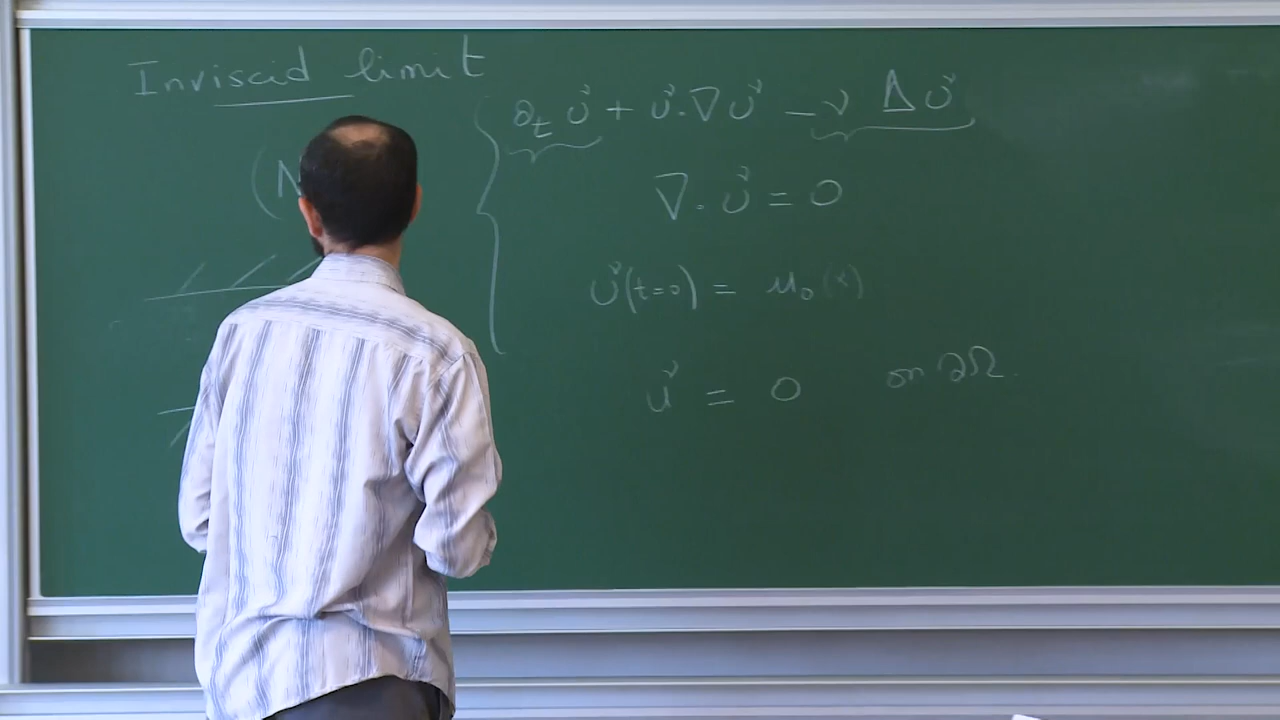 Inviscid limit
∂ₜ u^ν + u^ν·∇u^ν − ν Δu^ν
(N
∇·u^ν = 0
u^ν(t=0) = u₀(x)
u^ν = 0 on ∂Ω.